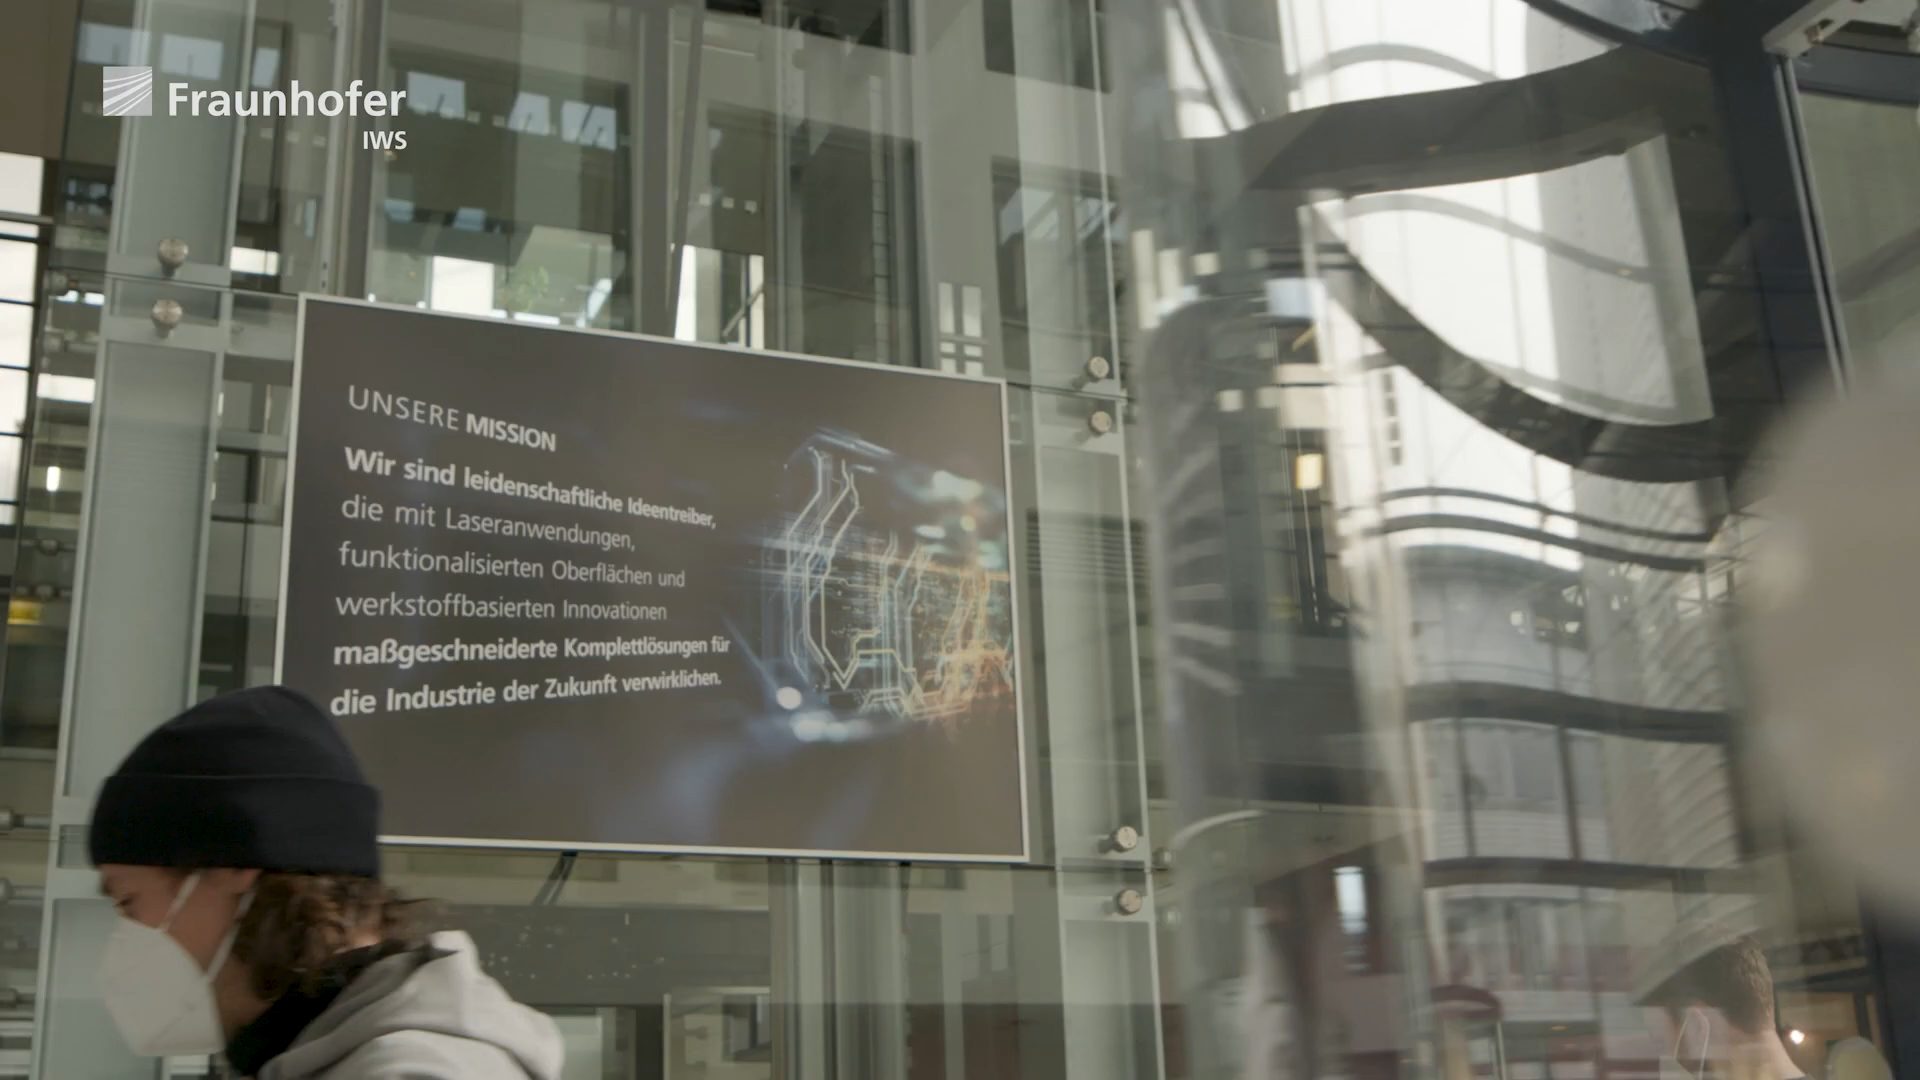 Fraunhofer
IWS
UNSERE MISSION
Wir sind leidenschaftliche Ideentreiber,
die mit Laseranwendungen,
funktionalisierten Oberflächen und
werkstoffbasierten Innovationen
maßgeschneiderte Komplettlösungen für
die Industrie der Zukunft verwirklichen.